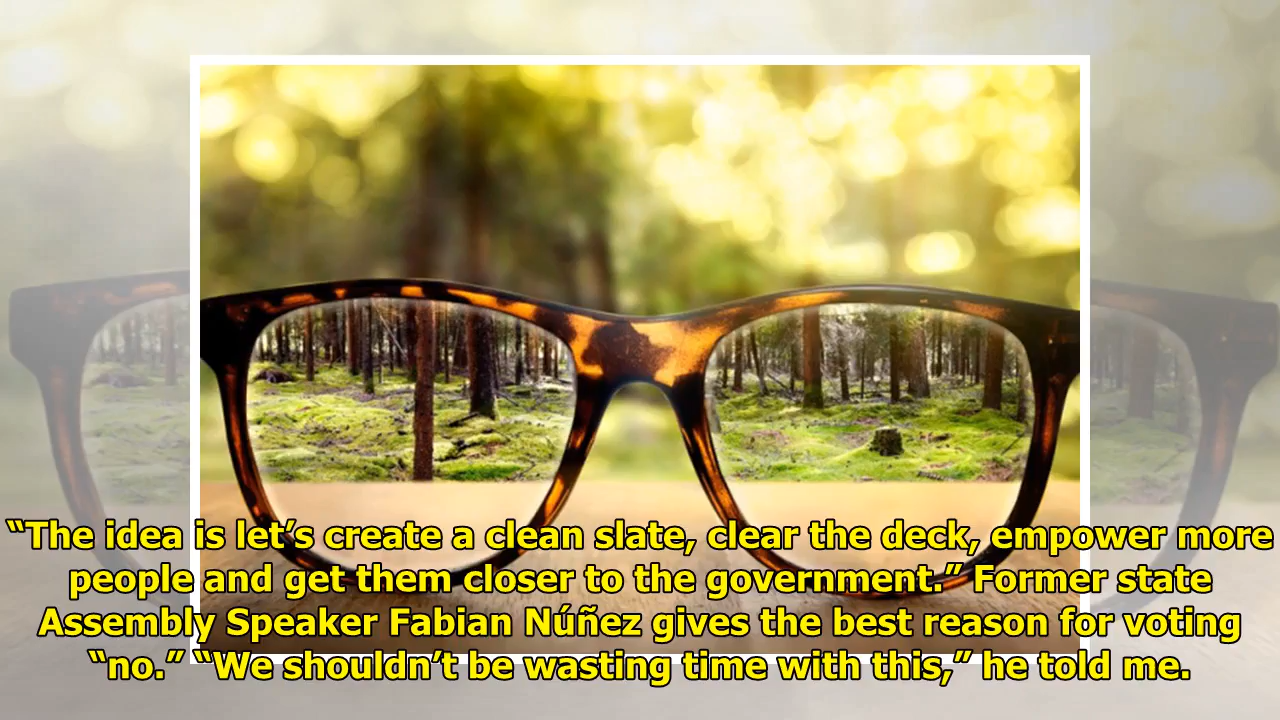 “The idea is let’s create a clean slate, clear the deck, empower more
people and get them closer to the government.” Former state
Assembly Speaker Fabian Núñez gives the best reason for voting
“no.” “We shouldn’t be wasting time with this,” he told me.